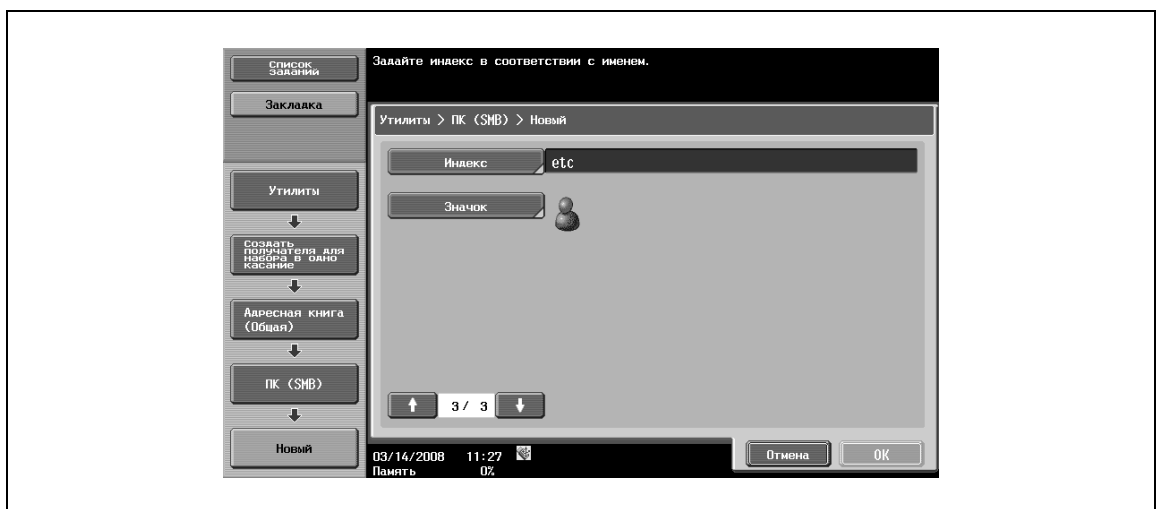 Список
заданий
Закладка
Утилиты
Создать
получателя для
набора в одно
касание
Адресная книга
(Общая)
ПК (SMB)
Новый
Задайте индекс в соответствии с именем.
Утилиты > ПК (SMB) > Новый
Индекс etc
Значок
3/ 3
03/14/2008 11:27
Память 0%
Отмена OK